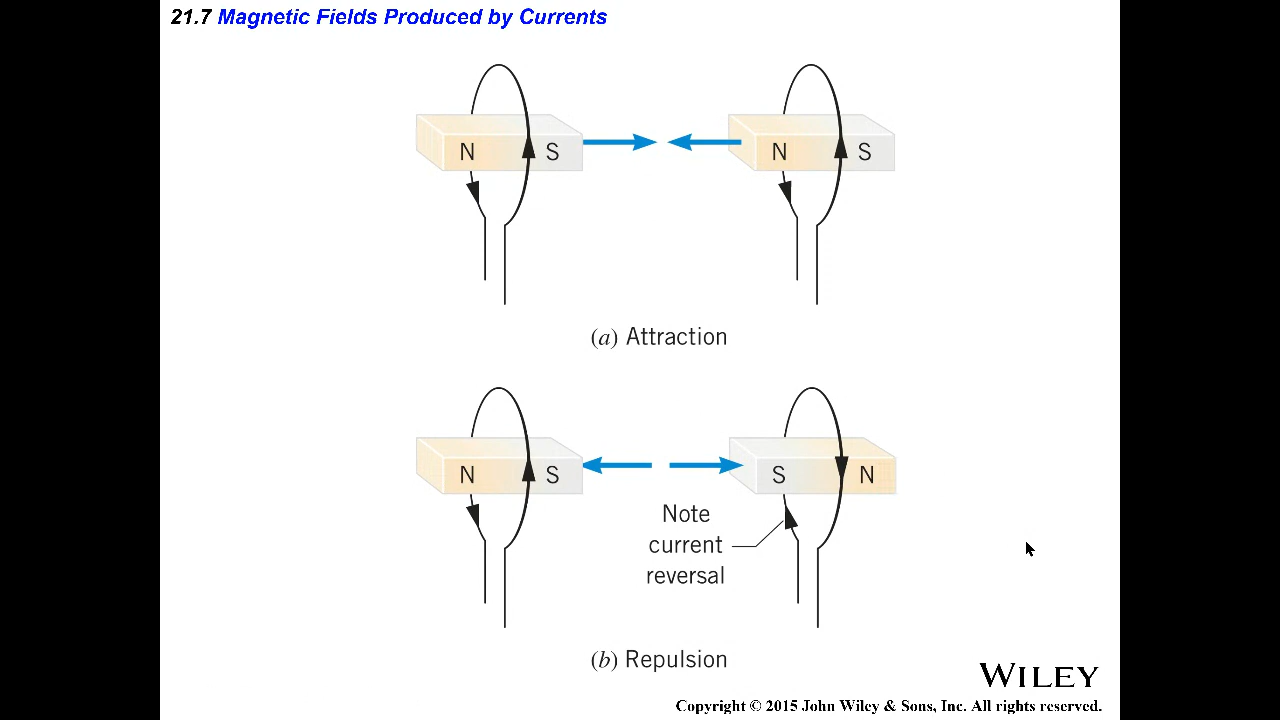 21.7 Magnetic Fields Produced by Currents
N S N S
(a) Attraction
N S S N
Note
current
reversal
(b) Repulsion
WILEY
Copyright © 2015 John Wiley & Sons, Inc. All rights reserved.